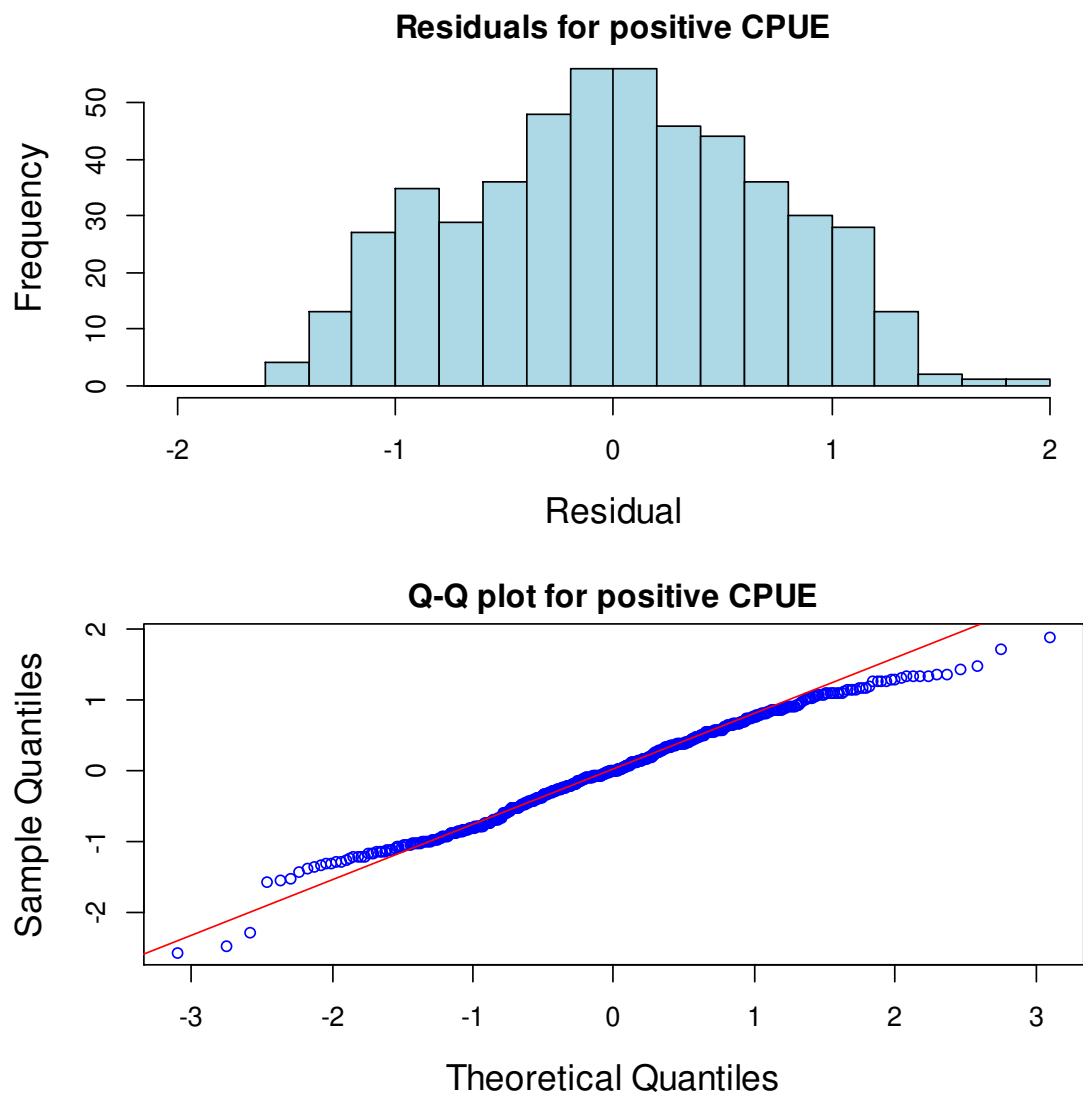 Residuals for positive CPUE
Frequency
0 10 20 30 40 50
-2 -1 0 1 2
Residual
Q-Q plot for positive CPUE
Sample Quantiles
-2 -1 0 1 2
-3 -2 -1 0 1 2 3
Theoretical Quantiles